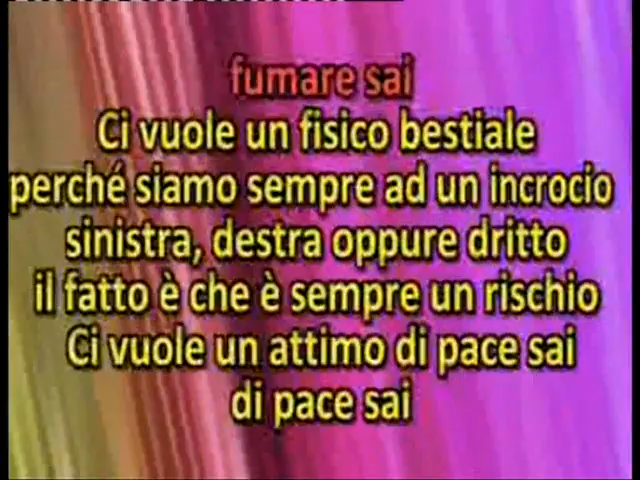 fumare sai
Ci vuole un fisico bestiale
perché siamo sempre ad un incrocio
sinistra, destra oppure dritto
il fatto è che è sempre un rischio
Ci vuole un attimo di pace sai
di pace sai